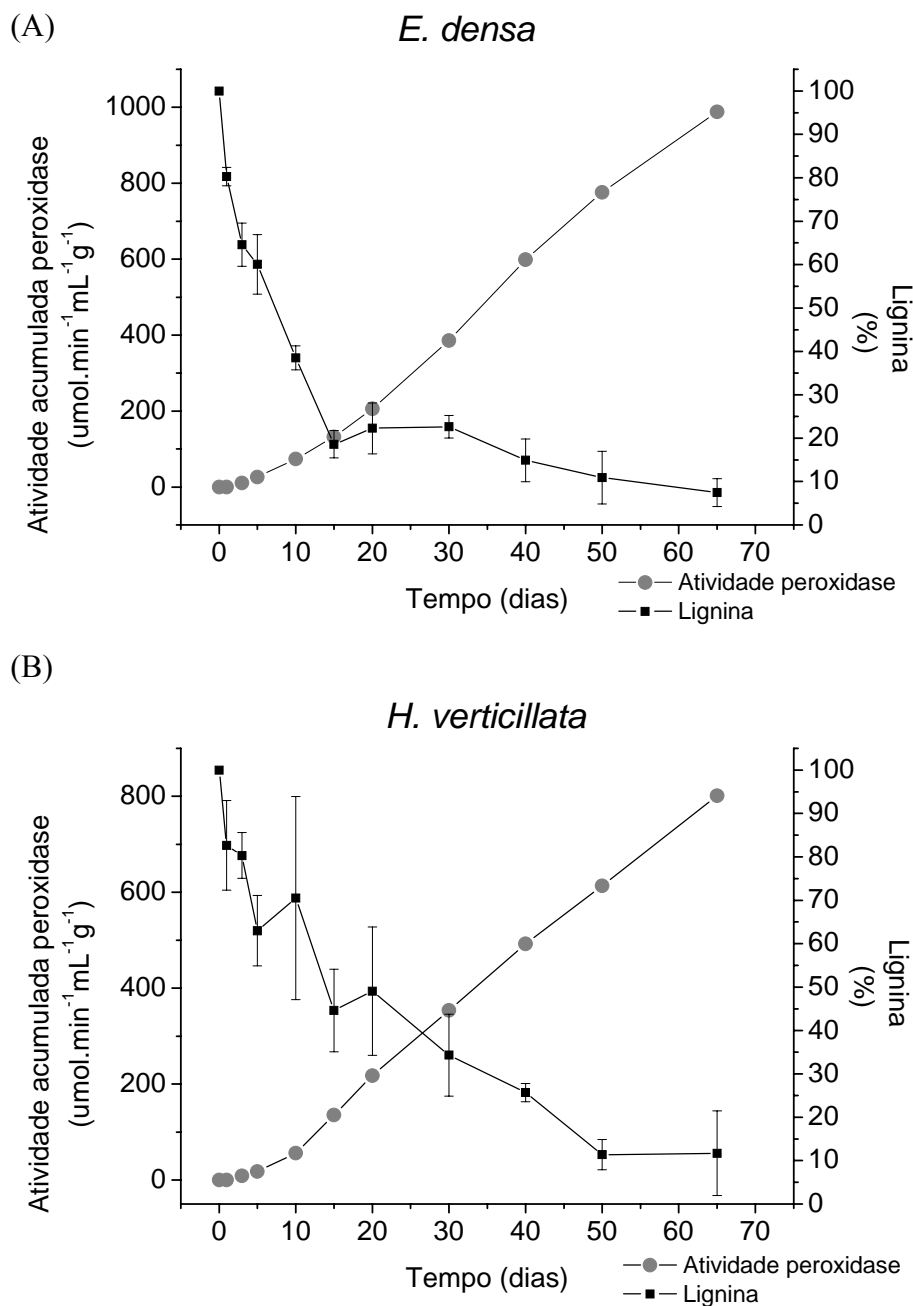 (A)
E. densa
Atividade acumulada peroxidase
(umol.min⁻¹mL⁻¹g⁻¹)
1000
800
600
400
200
0
100
90
80
70
60
50
40
30
20
10
0
Lignina
(%)
0 10 20 30 40 50 60 70
Tempo (dias)
Atividade peroxidase
Lignina
(B)
H. verticillata
Atividade acumulada peroxidase
(umol.min⁻¹mL⁻¹g⁻¹)
800
600
400
200
0
100
90
80
70
60
50
40
30
20
10
0
Lignina
(%)
0 10 20 30 40 50 60 70
Tempo (dias)
Atividade peroxidase
Lignina